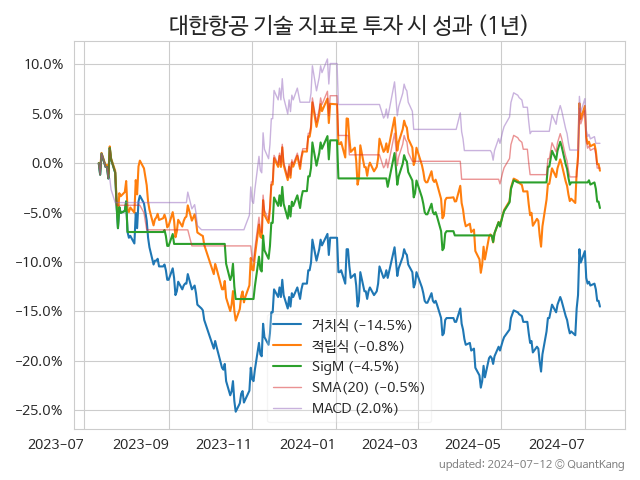 대한항공 기술 지표로 투자 시 성과 (1년)
10.0%
5.0%
0.0%
−5.0%
−10.0%
−15.0%
−20.0%
−25.0%
거치식 (−14.5%)
적립식 (−0.8%)
SigM (−4.5%)
SMA(20) (−0.5%)
MACD (2.0%)
2023-07 2023-09 2023-11 2024-01 2024-03 2024-05 2024-07
updated: 2024-07-12 © QuantKang